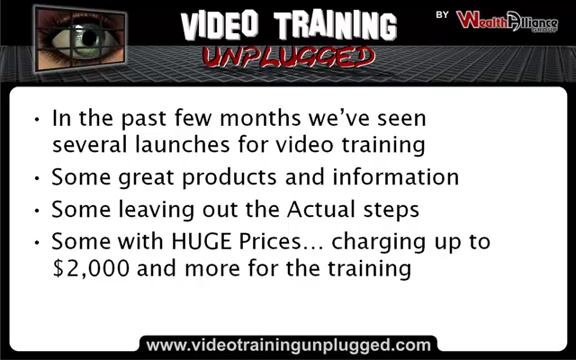 VIDEO TRAINING
UNPLUGGED
BY WealthAlliance
GROUP
• In the past few months we've seen
several launches for video training
• Some great products and information
• Some leaving out the Actual steps
• Some with HUGE Prices... charging up to
$2,000 and more for the training
www.videotrainingunplugged.com